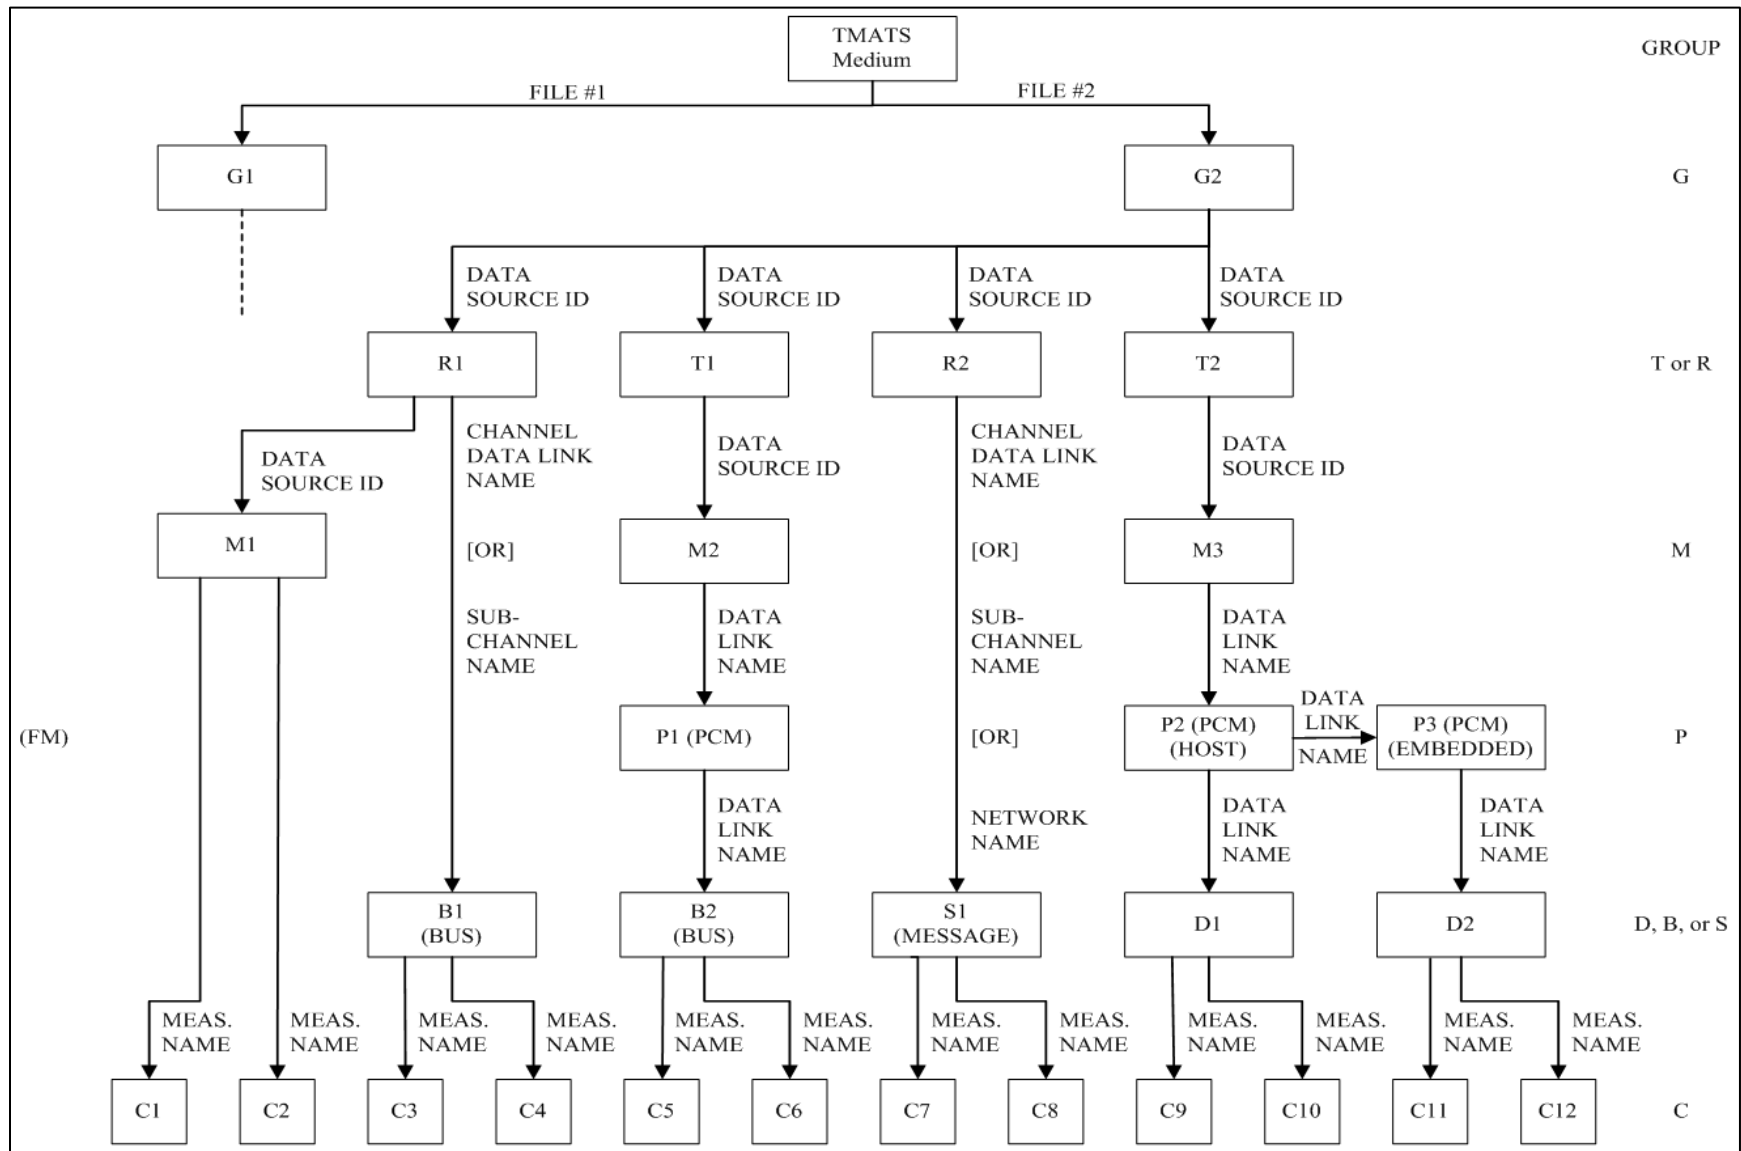 TMATS
Medium
GROUP
FILE #1
FILE #2
G1
G2
G
DATA
SOURCE ID
DATA
SOURCE ID
DATA
SOURCE ID
DATA
SOURCE ID
R1
T1
R2
T2
T or R
DATA
SOURCE ID
CHANNEL
DATA LINK
NAME
DATA
SOURCE ID
CHANNEL
DATA LINK
NAME
DATA
SOURCE ID
M1
[OR]
M2
[OR]
M3
M
SUB-
CHANNEL
NAME
DATA
LINK
NAME
SUB-
CHANNEL
NAME
DATA
LINK
NAME
(FM)
P1 (PCM)
[OR]
P2 (PCM)
(HOST)
DATA
LINK
NAME
P3 (PCM)
(EMBEDDED)
P
DATA
LINK
NAME
NETWORK
NAME
DATA
LINK
NAME
DATA
LINK
NAME
B1
(BUS)
B2
(BUS)
S1
(MESSAGE)
D1
D2
D, B, or S
MEAS.
NAME
MEAS.
NAME
MEAS.
NAME
MEAS.
NAME
MEAS.
NAME
MEAS.
NAME
MEAS.
NAME
MEAS.
NAME
MEAS.
NAME
MEAS.
NAME
MEAS.
NAME
MEAS.
NAME
C1
C2
C3
C4
C5
C6
C7
C8
C9
C10
C11
C12
C